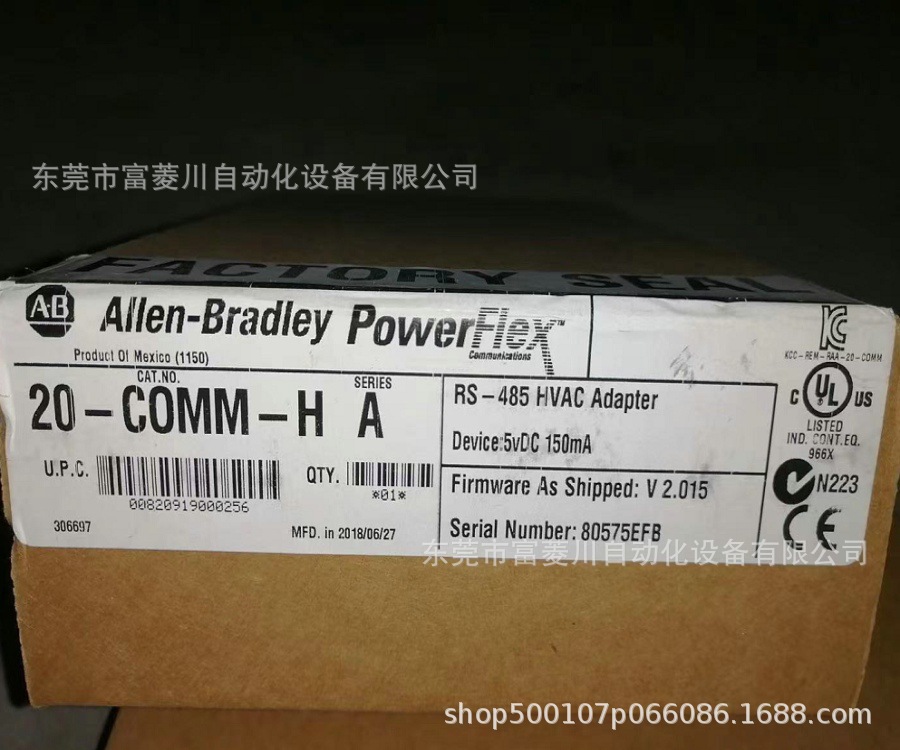 东莞市富菱川自动化设备有限公司
FACTORY SEAL
A-B Allen-Bradley PowerFlex™
Communications
Product Of Mexico (1150)
KCC-REM-RAA-20-COMM
CAT.NO. SERIES
20-COMM-H A
RS-485 HVAC Adapter
Device:5vDC 150mA
C UL US
LISTED
IND. CONT.EQ.
966X
U.P.C.
00820919000256
QTY.
*01*
Firmware As Shipped: V 2.015
N223
306697
MFD. in 2018/06/27
Serial Number: 80575EFB
CE
东莞市富菱川自动化设备有限公司
shop500107p066086.1688.com